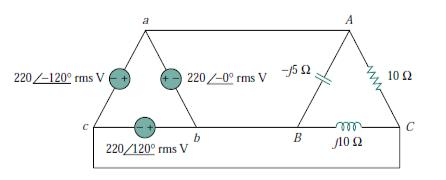 a
A
220∠–120° rms V
– +
+ –
220∠–0° rms V
–j5 Ω
10 Ω
c
– +
b
B
C
220∠120° rms V
j10 Ω